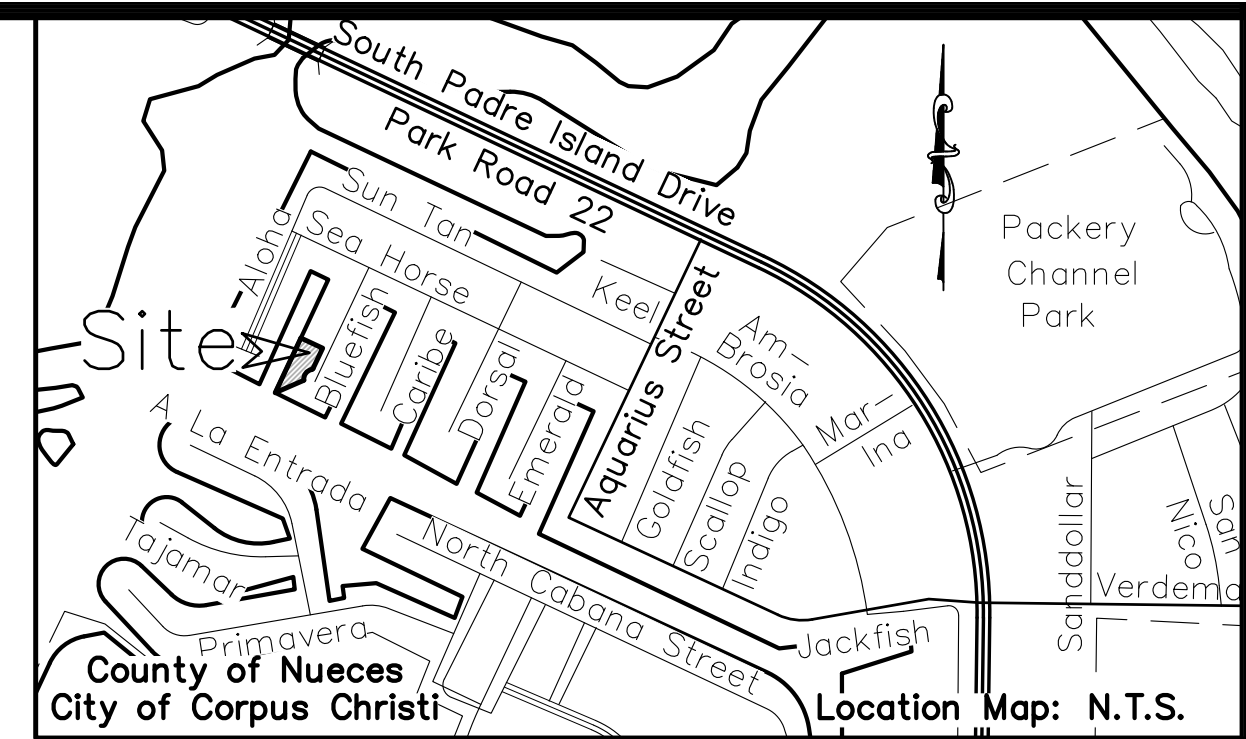 South Padre Island Drive
Park Road 22
Sun Tan
Sea Horse
Aloha
Keel
Packery
Channel
Park
Site
Bluefish
Caribe
Dorsal
Emerald
Aquarius Street
Am-
Brosia
Mar-
Ina
Goldfish
Scallop
Indigo
A La Entrada
Tajamar
North Cabana Street
Primavera
Jackfish
Sanddollar
Nico
San
Verdema
County of Nueces
City of Corpus Christi
Location Map: N.T.S.